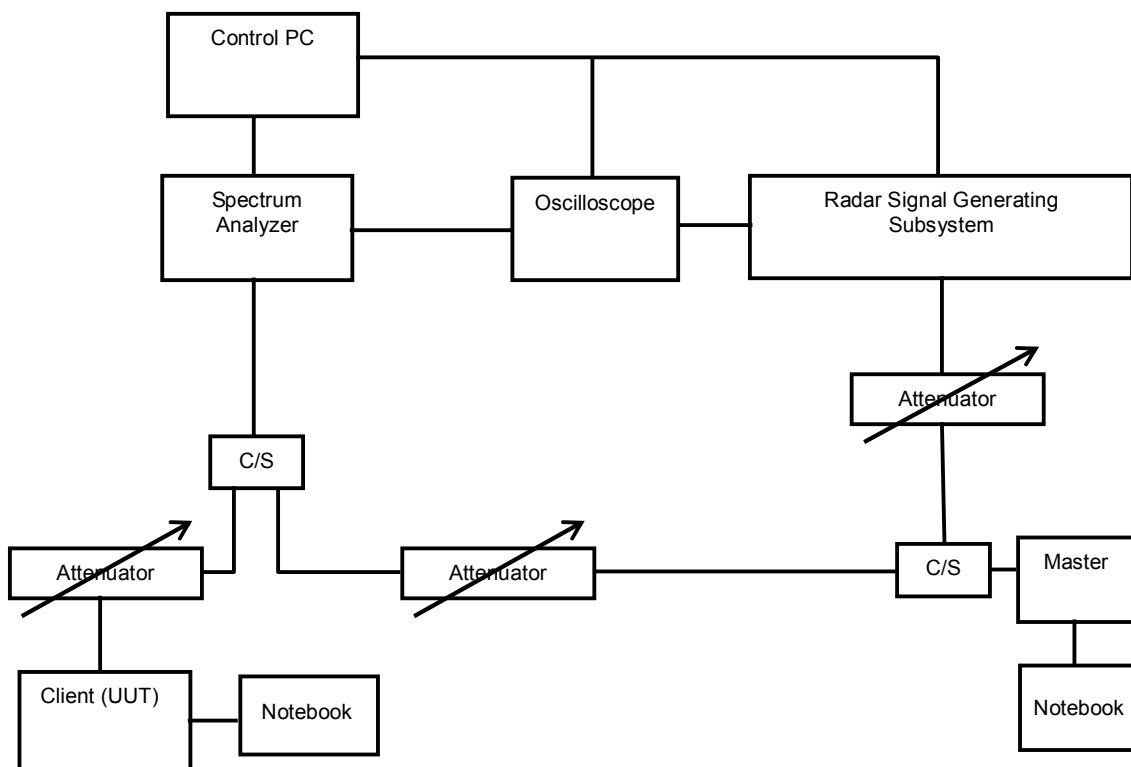 Control PC
Spectrum
Analyzer
Oscilloscope
Radar Signal Generating
Subsystem
Attenuator
C/S
Attenuator
Attenuator
C/S
Master
Client (UUT)
Notebook
Notebook